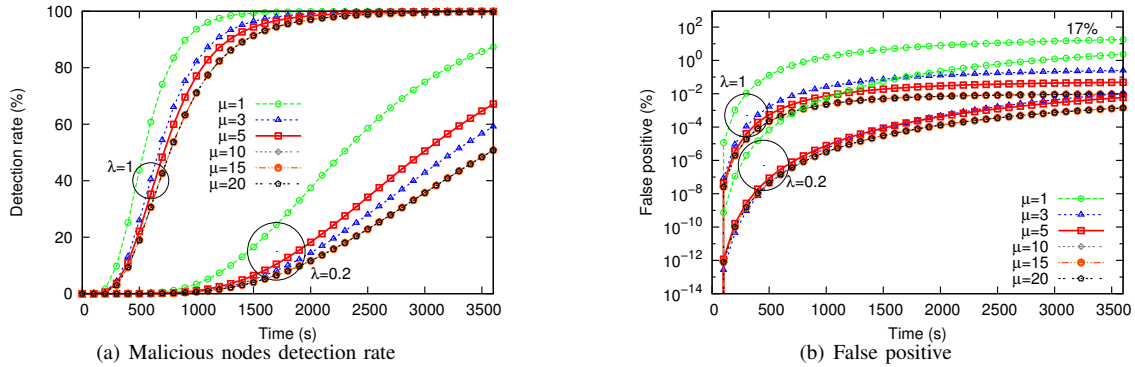 100
80
60
40
20
0
0 500 1000 1500 2000 2500 3000 3500
Detection rate (%)
Time (s)
μ=1
μ=3
μ=5
μ=10
μ=15
μ=20
λ=1
λ=0.2
(a) Malicious nodes detection rate
10^2
10^0
10^−2
10^−4
10^−6
10^−8
10^−10
10^−12
10^−14
0 500 1000 1500 2000 2500 3000 3500
False positive (%)
Time (s)
17%
λ=1
λ=0.2
μ=1
μ=3
μ=5
μ=10
μ=15
μ=20
(b) False positive